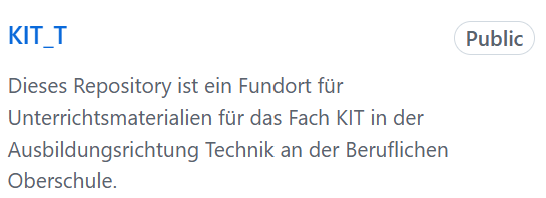 KIT_T
Public
Dieses Repository ist ein Fundort für
Unterrichtsmaterialien für das Fach KIT in der
Ausbildungsrichtung Technik an der Beruflichen
Oberschule.